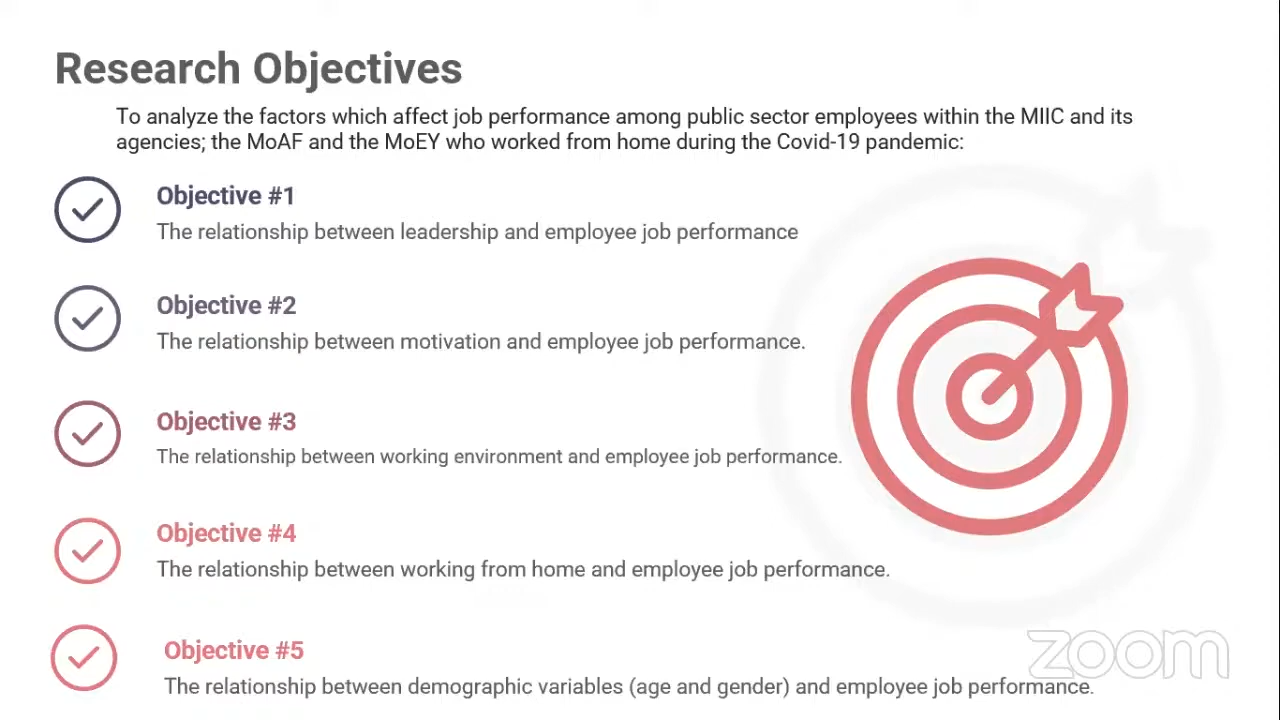 Research Objectives
To analyze the factors which affect job performance among public sector employees within the MIIC and its
agencies; the MoAF and the MoEY who worked from home during the Covid-19 pandemic:
Objective #1
The relationship between leadership and employee job performance
Objective #2
The relationship between motivation and employee job performance.
Objective #3
The relationship between working environment and employee job performance.
Objective #4
The relationship between working from home and employee job performance.
Objective #5
The relationship between demographic variables (age and gender) and employee job performance.
zoom